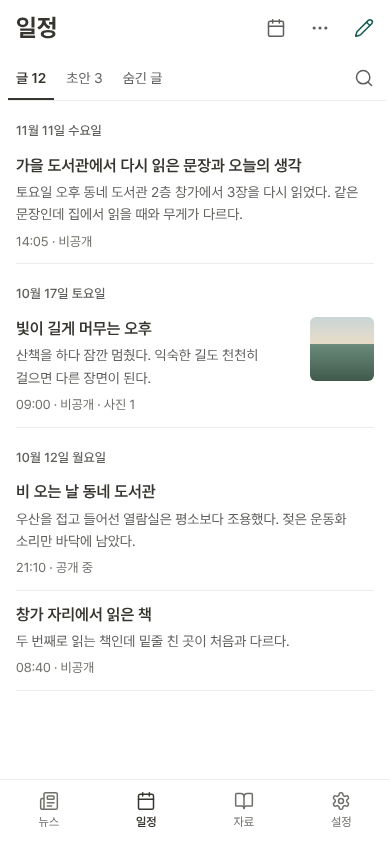 일정
글 12 초안 3 숨긴 글
11월 11일 수요일
가을 도서관에서 다시 읽은 문장과 오늘의 생각
토요일 오후 동네 도서관 2층 창가에서 3장을 다시 읽었다. 같은
문장인데 집에서 읽을 때와 무게가 다르다.
14:05 · 비공개
10월 17일 토요일
빛이 길게 머무는 오후
산책을 하다 잠깐 멈췄다. 익숙한 길도 천천히
걸으면 다른 장면이 된다.
09:00 · 비공개 · 사진 1
10월 12일 월요일
비 오는 날 동네 도서관
우산을 접고 들어선 열람실은 평소보다 조용했다. 젖은 운동화
소리만 바닥에 남았다.
21:10 · 공개 중
창가 자리에서 읽은 책
두 번째로 읽는 책인데 밑줄 친 곳이 처음과 다르다.
08:40 · 비공개
뉴스 일정 자료 설정